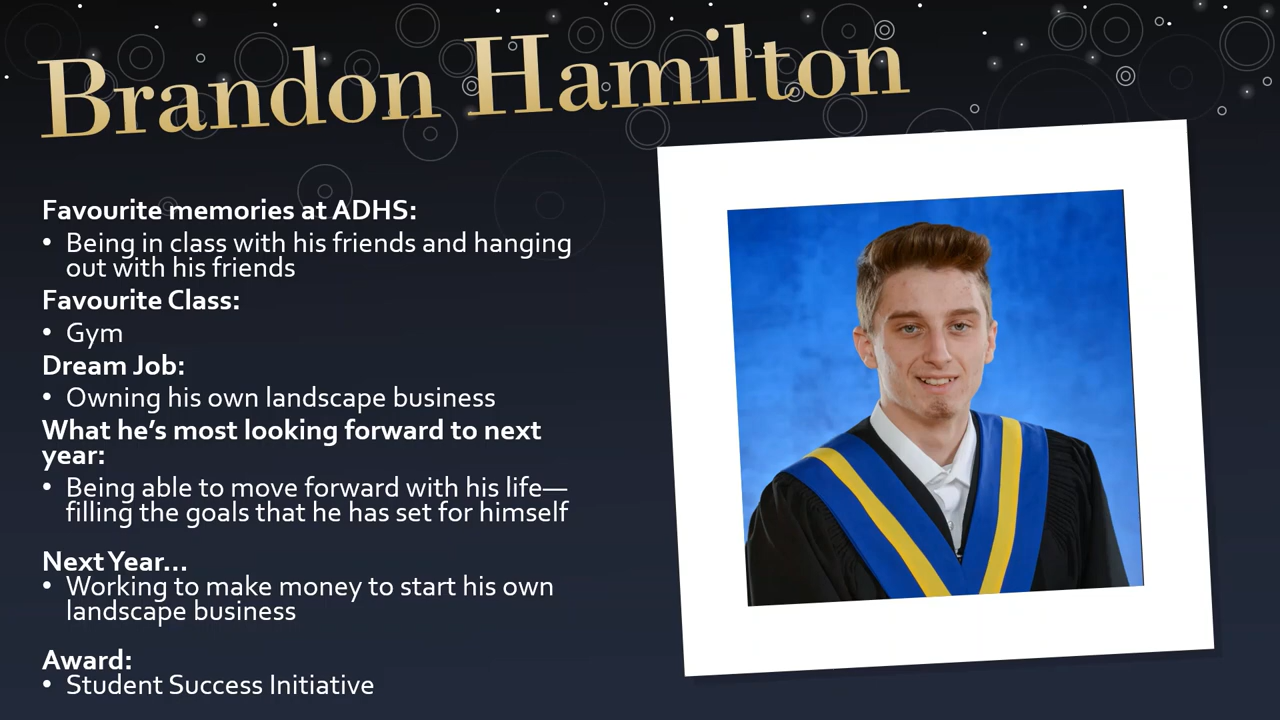 Brandon Hamilton
Favourite memories at ADHS:
• Being in class with his friends and hanging
out with his friends
Favourite Class:
• Gym
Dream Job:
• Owning his own landscape business
What he’s most looking forward to next
year:
• Being able to move forward with his life—
filling the goals that he has set for himself
Next Year…
• Working to make money to start his own
landscape business
Award:
• Student Success Initiative